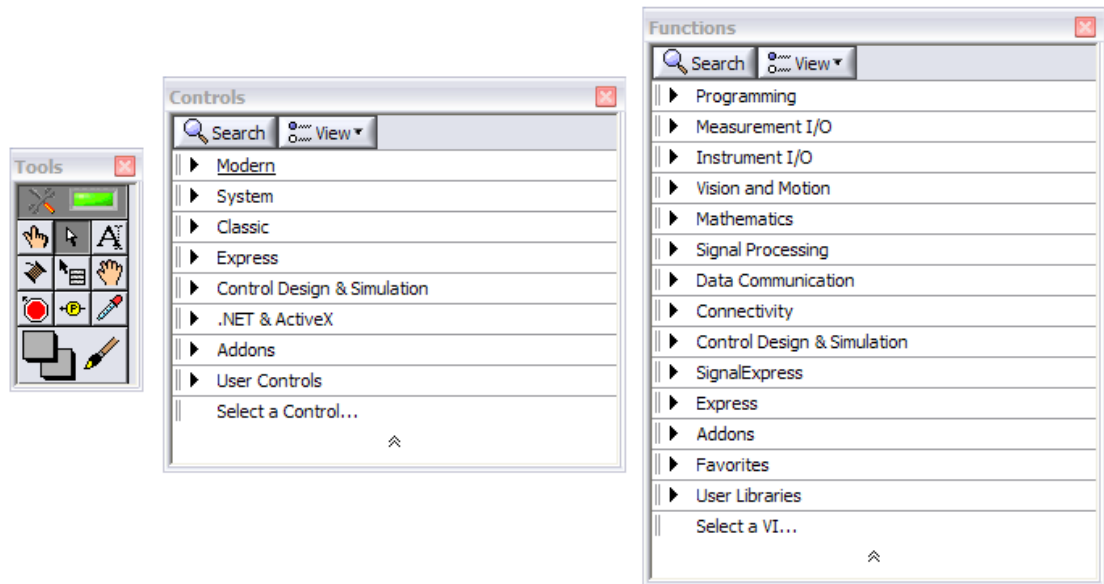 Tools
A
P
Controls
Search View
Modern
System
Classic
Express
Control Design & Simulation
.NET & ActiveX
Addons
User Controls
Select a Control...
Functions
Search View
Programming
Measurement I/O
Instrument I/O
Vision and Motion
Mathematics
Signal Processing
Data Communication
Connectivity
Control Design & Simulation
SignalExpress
Express
Addons
Favorites
User Libraries
Select a VI...